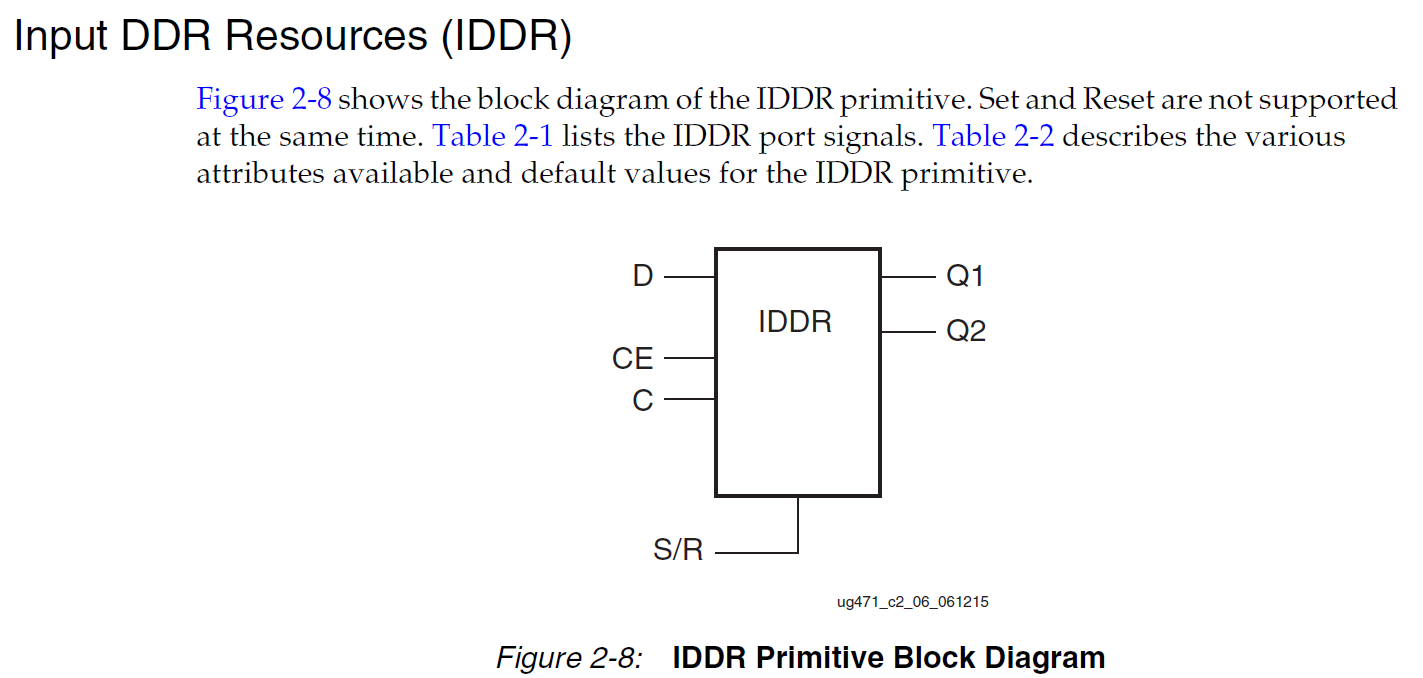 Input DDR Resources (IDDR)
Figure 2-8 shows the block diagram of the IDDR primitive. Set and Reset are not supported
at the same time. Table 2-1 lists the IDDR port signals. Table 2-2 describes the various
attributes available and default values for the IDDR primitive.
D
Q1
IDDR
Q2
CE
C
S/R
ug471_c2_06_061215
Figure 2-8: IDDR Primitive Block Diagram